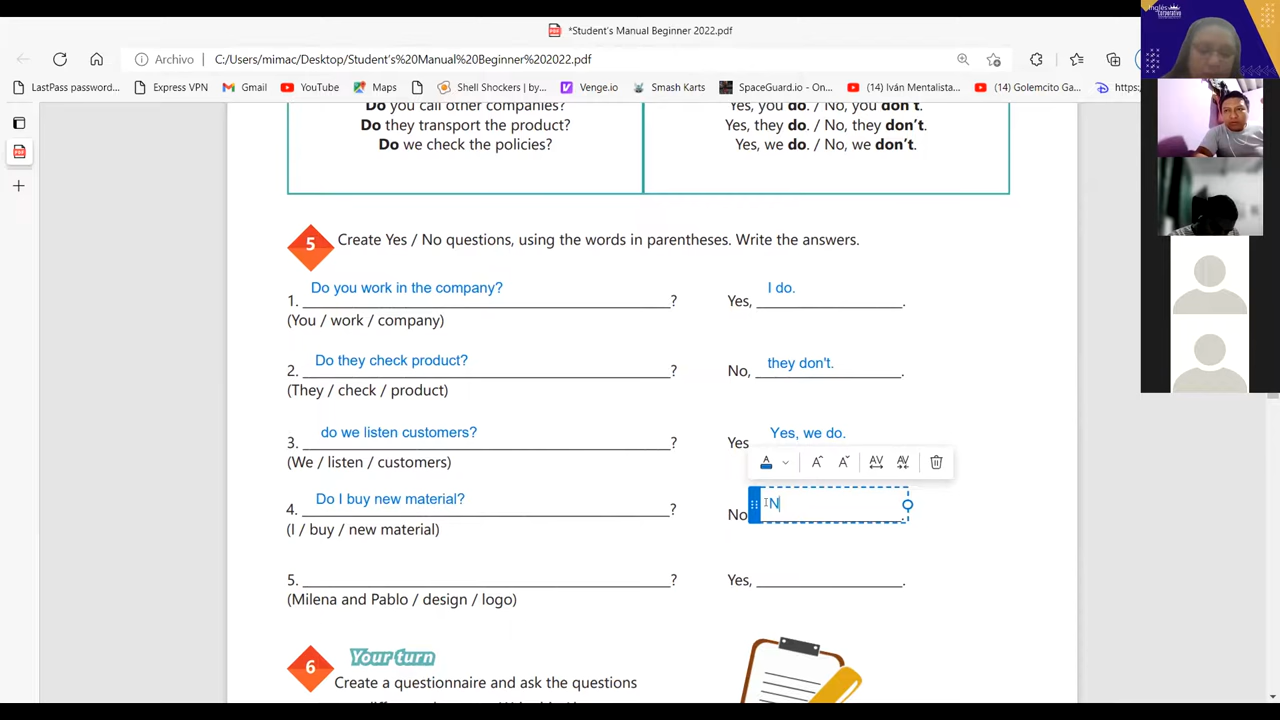 *Student's Manual Beginner 2022.pdf
Archivo
C:/Users/mimac/Desktop/Student's%20Manual%20Beginner%202022.pdf
LastPass password...
Express VPN
Gmail
YouTube
Maps
Shell Shockers by...
Venge.io
Smash Karts
SpaceGuard.io | On...
(14) Iván Mentalista...
(14) Golemcito Ga...
https:
Inglés
Corporativo
Do you call other companies?
Yes, you do. / No, you don't.
Do they transport the product?
Yes, they do. / No, they don't.
Do we check the policies?
Yes, we do. / No, we don't.
5
Create Yes / No questions, using the words in parentheses. Write the answers.
Do you work in the company?
I do.
1. ?
Yes, .
(You / work / company)
Do they check product?
they don't.
2. ?
No, .
(They / check / product)
do we listen customers?
Yes, we do.
3. ?
Yes
(We / listen / customers)
Do I buy new material?
N
4. ?
No .
(I / buy / new material)
5. ?
Yes, .
(Milena and Pablo / design / logo)
6
Your turn
Create a questionnaire and ask the questions